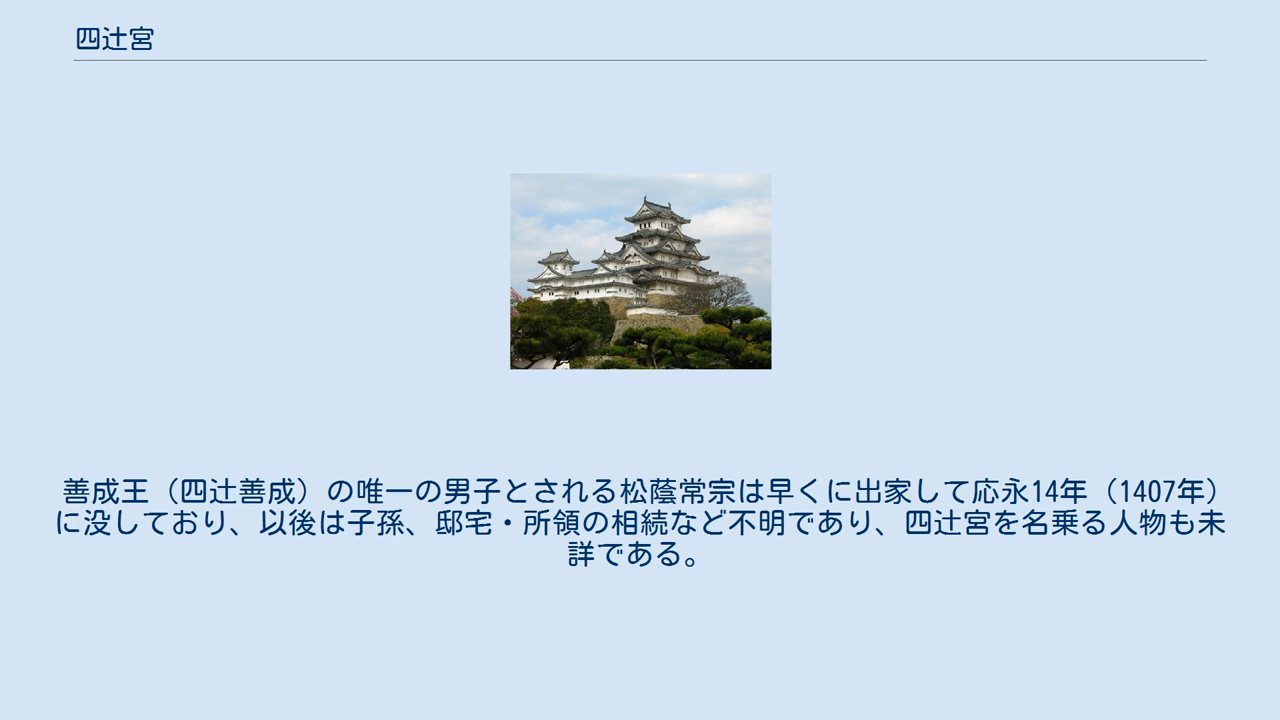 四辻宮
善成王（四辻善成）の唯一の男子とされる松蔭常宗は早くに出家して応永14年（1407年）
に没しており、以後は子孫、邸宅・所領の相続など不明であり、四辻宮を名乗る人物も未
詳である。